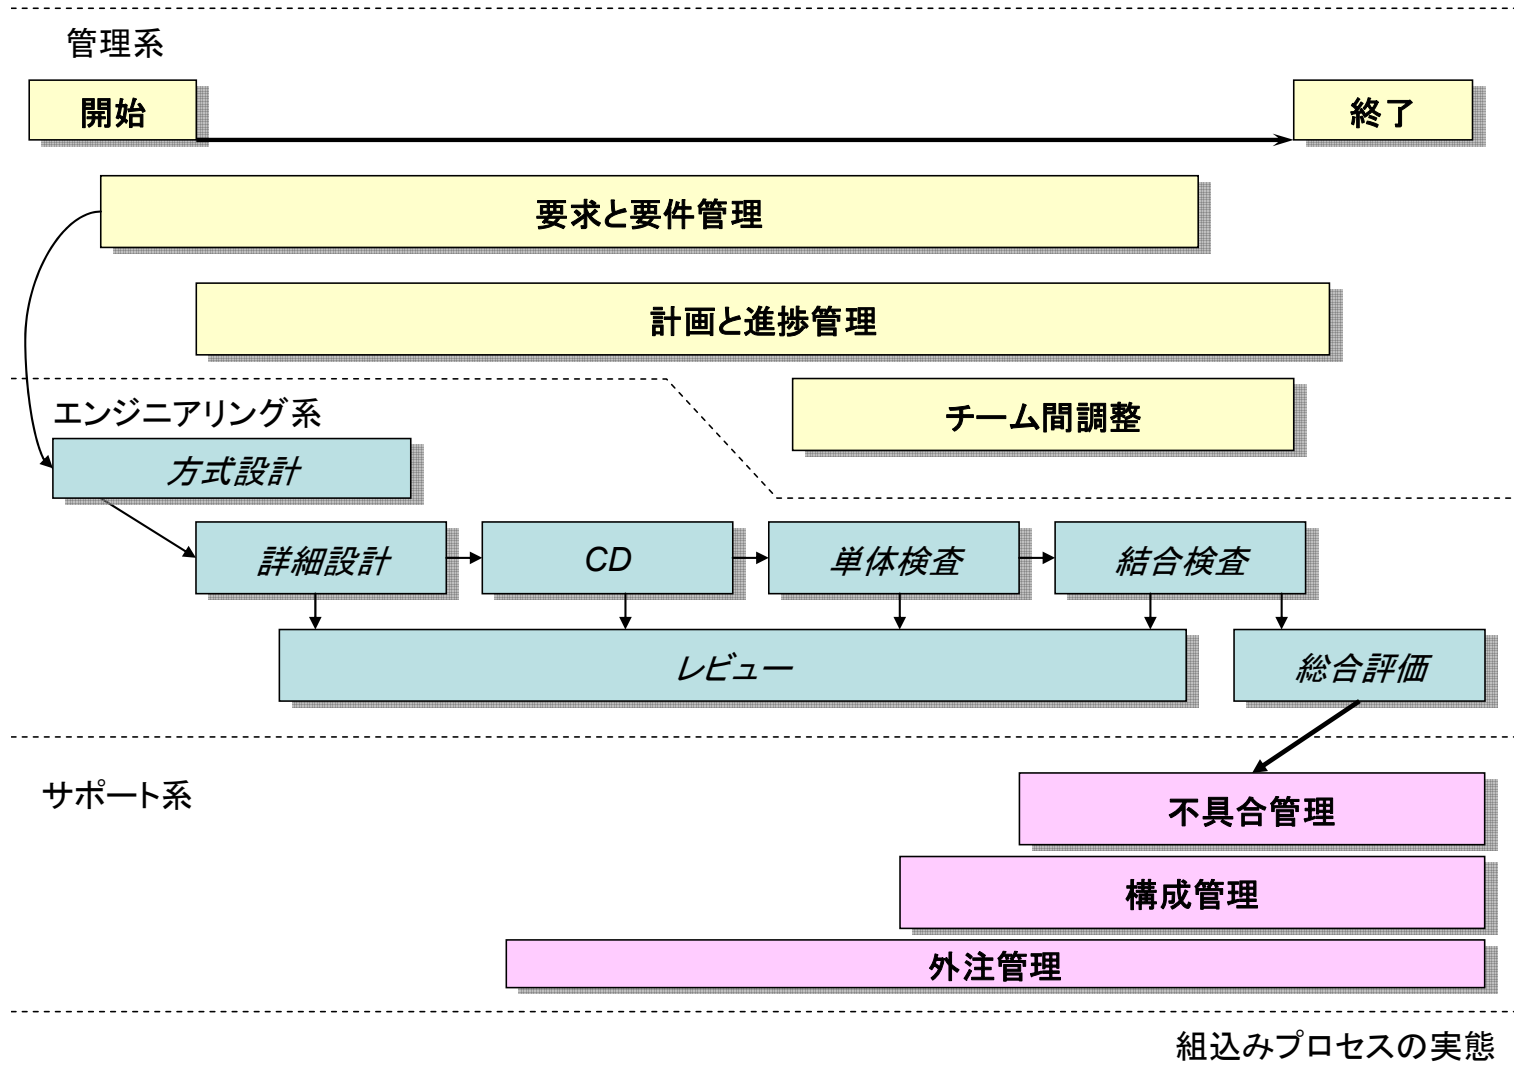 管理系
開始
終了
要求と要件管理
計画と進捗管理
チーム間調整
エンジニアリング系
方式設計
詳細設計
CD
単体検査
結合検査
レビュー
総合評価
サポート系
不具合管理
構成管理
外注管理
組込みプロセスの実態